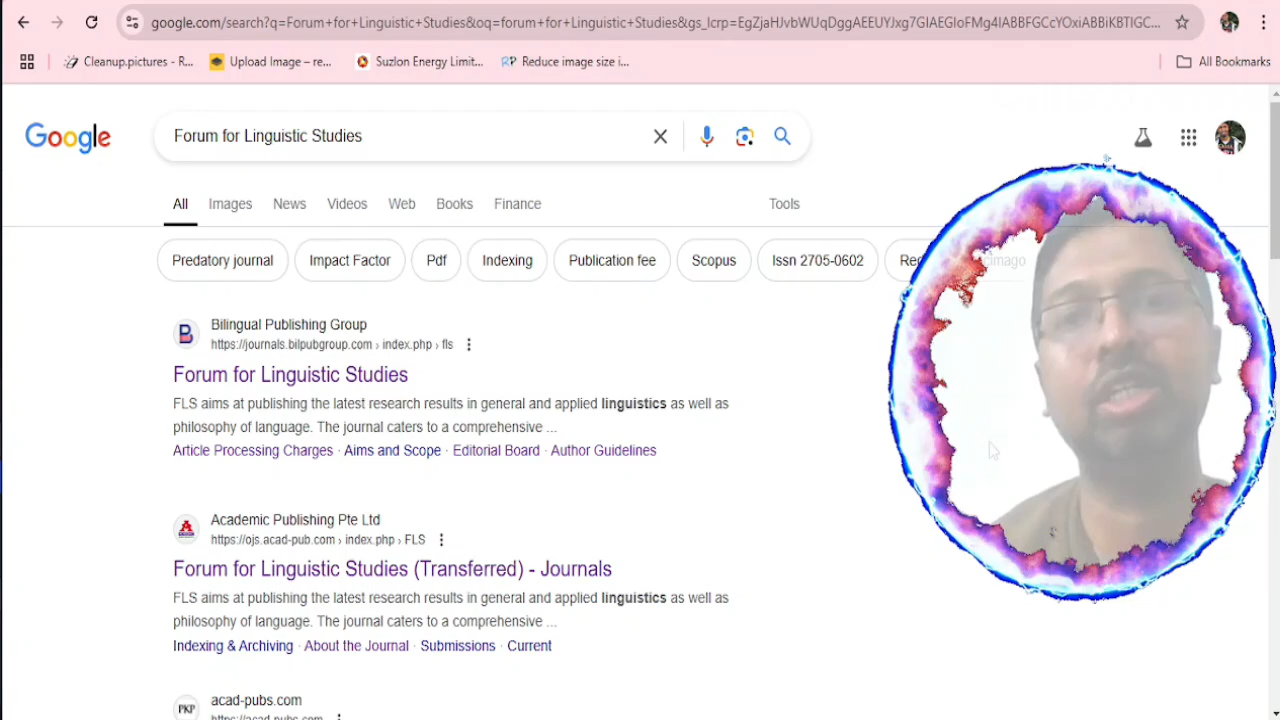 google.com/search?q=Forum+for+Linguistic+Studies&oq=forum+for+Linguistic+Studies&gs_lcrp=EgZjaHJvbWUqDggAEEUYJxg7GIAEGIoFMg4IABBFGCcYOxiABBiKBTIGC...
Cleanup.pictures - R... Upload Image – re... Suzlon Energy Limit... Reduce image size i... All Bookmarks
Google Forum for Linguistic Studies
All Images News Videos Web Books Finance Tools
Predatory journal Impact Factor Pdf Indexing Publication fee Scopus Issn 2705-0602
Bilingual Publishing Group
https://journals.bilpubgroup.com › index.php › fls
Forum for Linguistic Studies
FLS aims at publishing the latest research results in general and applied linguistics as well as
philosophy of language. The journal caters to a comprehensive ...
Article Processing Charges · Aims and Scope · Editorial Board · Author Guidelines
Academic Publishing Pte Ltd
https://ojs.acad-pub.com › index.php › FLS
Forum for Linguistic Studies (Transferred) - Journals
FLS aims at publishing the latest research results in general and applied linguistics as well as
philosophy of language. The journal caters to a comprehensive ...
Indexing & Archiving · About the Journal · Submissions · Current
PKP acad-pubs.com
https://acad-pubs.com